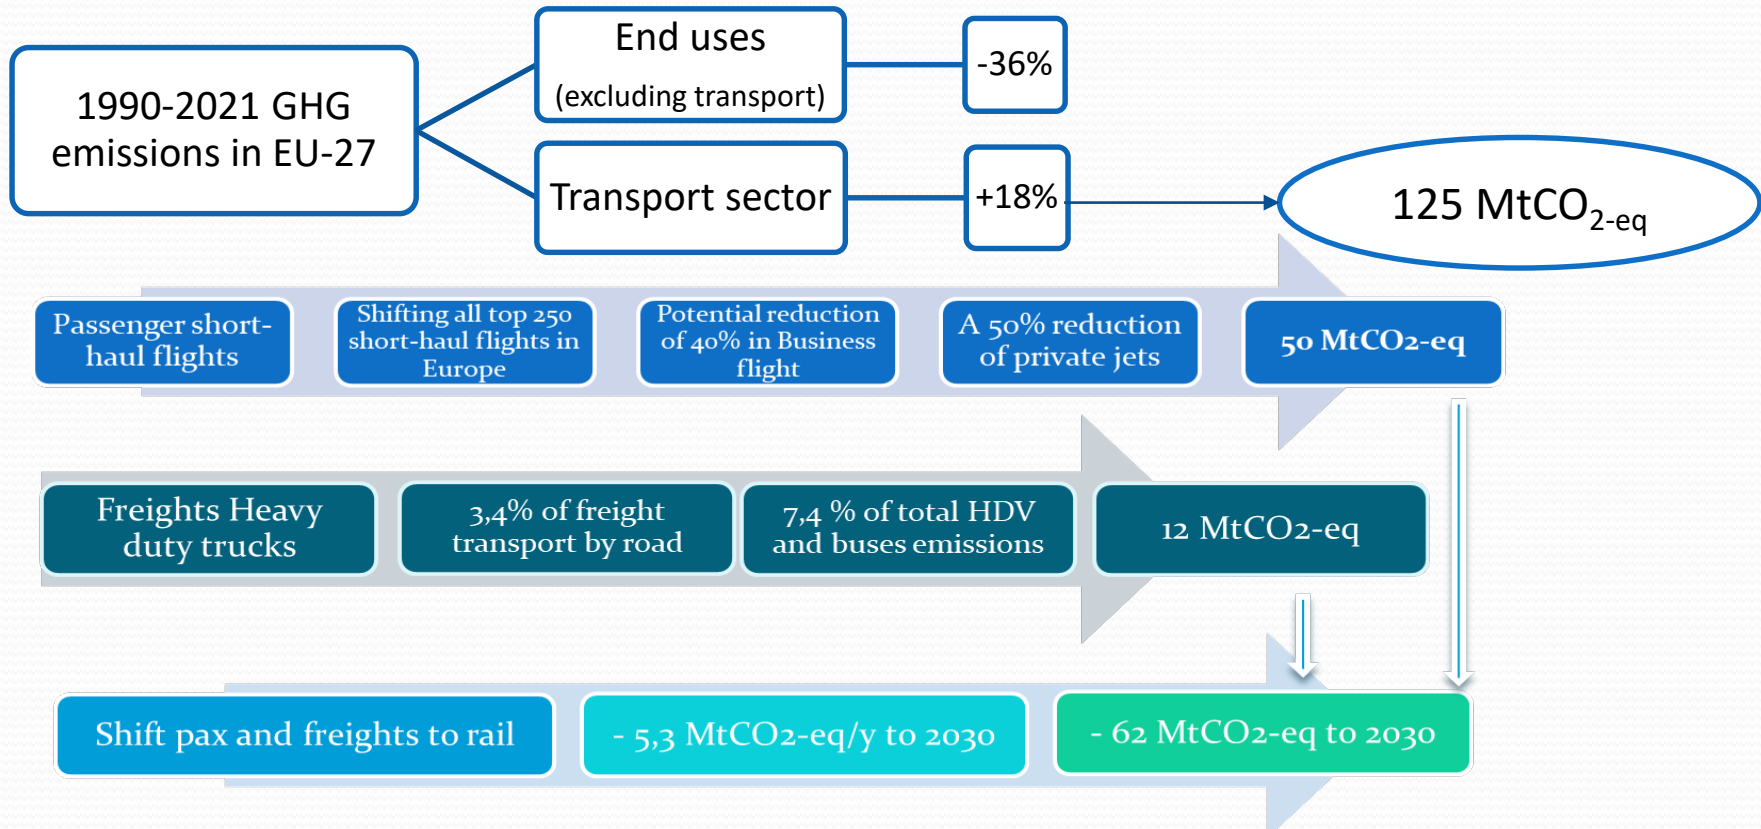 1990-2021 GHG
emissions in EU-27
End uses
(excluding transport)
-36%
Transport sector
+18%
125 MtCO2-eq
Passenger short-
haul flights
Shifting all top 250
short-haul flights in
Europe
Potential reduction
of 40% in Business
flight
A 50% reduction
of private jets
50 MtCO2-eq
Freights Heavy
duty trucks
3,4% of freight
transport by road
7,4 % of total HDV
and buses emissions
12 MtCO2-eq
Shift pax and freights to rail
- 5,3 MtCO2-eq/y to 2030
- 62 MtCO2-eq to 2030